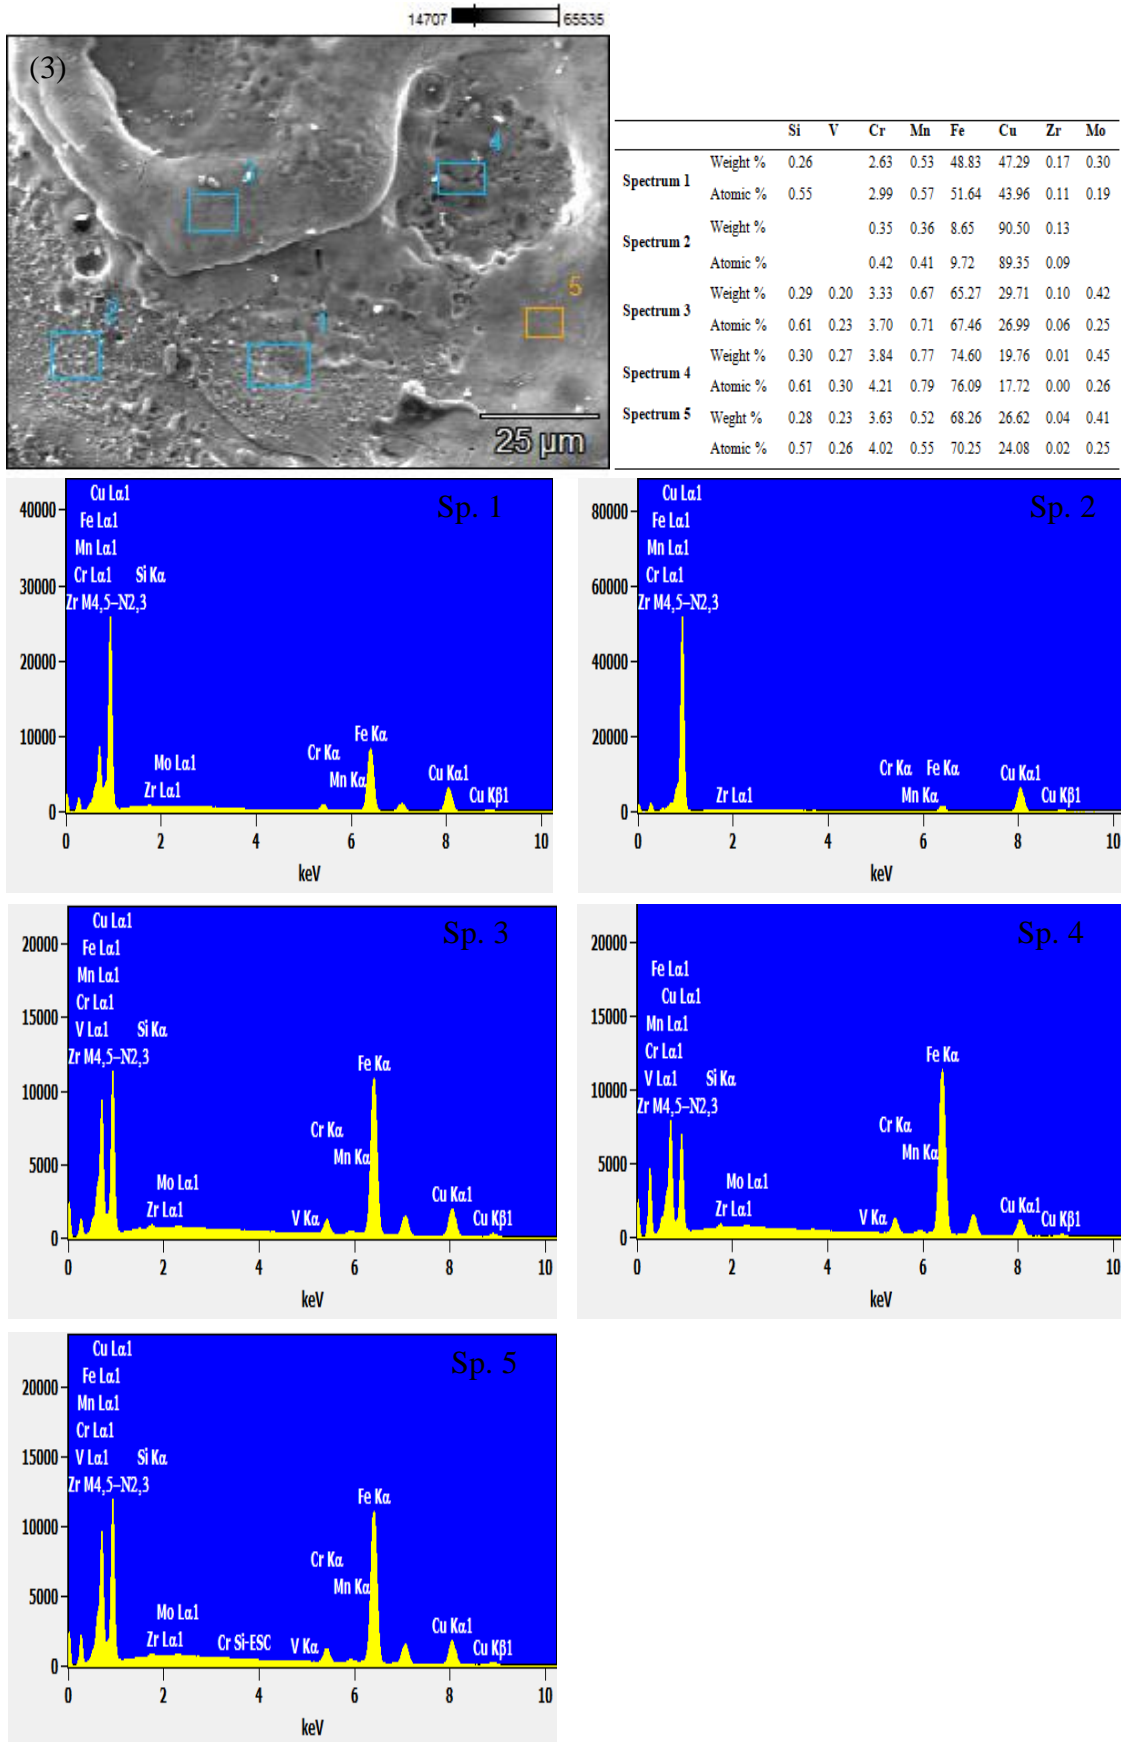 14707 65535
(3)
3
4
5
2
1
25 µm
Si V Cr Mn Fe Cu Zr Mo
Spectrum 1 Weight % 0.26 2.63 0.53 48.83 47.29 0.17 0.30
Atomic % 0.55 2.99 0.57 51.64 43.96 0.11 0.19
Spectrum 2 Weight % 0.35 0.36 8.65 90.50 0.13
Atomic % 0.42 0.41 9.72 89.35 0.09
Spectrum 3 Weight % 0.29 0.20 3.33 0.67 65.27 29.71 0.10 0.42
Atomic % 0.61 0.23 3.70 0.71 67.46 26.99 0.06 0.25
Spectrum 4 Weight % 0.30 0.27 3.84 0.77 74.60 19.76 0.01 0.45
Atomic % 0.61 0.30 4.21 0.79 76.09 17.72 0.00 0.26
Spectrum 5 Weght % 0.28 0.23 3.63 0.52 68.26 26.62 0.04 0.41
Atomic % 0.57 0.26 4.02 0.55 70.25 24.08 0.02 0.25
Sp. 1
Cu Lα1
Fe Lα1
Mn Lα1
Cr Lα1 Si Kα
Zr M4,5–N2,3
Mo Lα1
Zr Lα1
Cr Kα
Mn Kα
Fe Kα
Cu Kα1
Cu Kβ1
40000
30000
20000
10000
0
0 2 4 6 8 10
keV
Sp. 2
Cu Lα1
Fe Lα1
Mn Lα1
Cr Lα1
Zr M4,5–N2,3
Zr Lα1
Cr Kα Fe Kα
Mn Kα
Cu Kα1
Cu Kβ1
80000
60000
40000
20000
0
0 2 4 6 8 10
keV
Sp. 3
Cu Lα1
Fe Lα1
Mn Lα1
Cr Lα1
V Lα1 Si Kα
Zr M4,5–N2,3
Mo Lα1
Zr Lα1
V Kα
Cr Kα
Mn Kα
Fe Kα
Cu Kα1
Cu Kβ1
20000
15000
10000
5000
0
0 2 4 6 8 10
keV
Sp. 4
Fe Lα1
Cu Lα1
Mn Lα1
Cr Lα1
V Lα1 Si Kα
Zr M4,5–N2,3
Mo Lα1
Zr Lα1
V Kα
Cr Kα
Mn Kα
Fe Kα
Cu Kα1
Cu Kβ1
20000
15000
10000
5000
0
0 2 4 6 8 10
keV
Sp. 5
Cu Lα1
Fe Lα1
Mn Lα1
Cr Lα1
V Lα1 Si Kα
Zr M4,5–N2,3
Mo Lα1
Zr Lα1
Cr Si-ESC
V Kα
Cr Kα
Mn Kα
Fe Kα
Cu Kα1
Cu Kβ1
20000
15000
10000
5000
0
0 2 4 6 8 10
keV